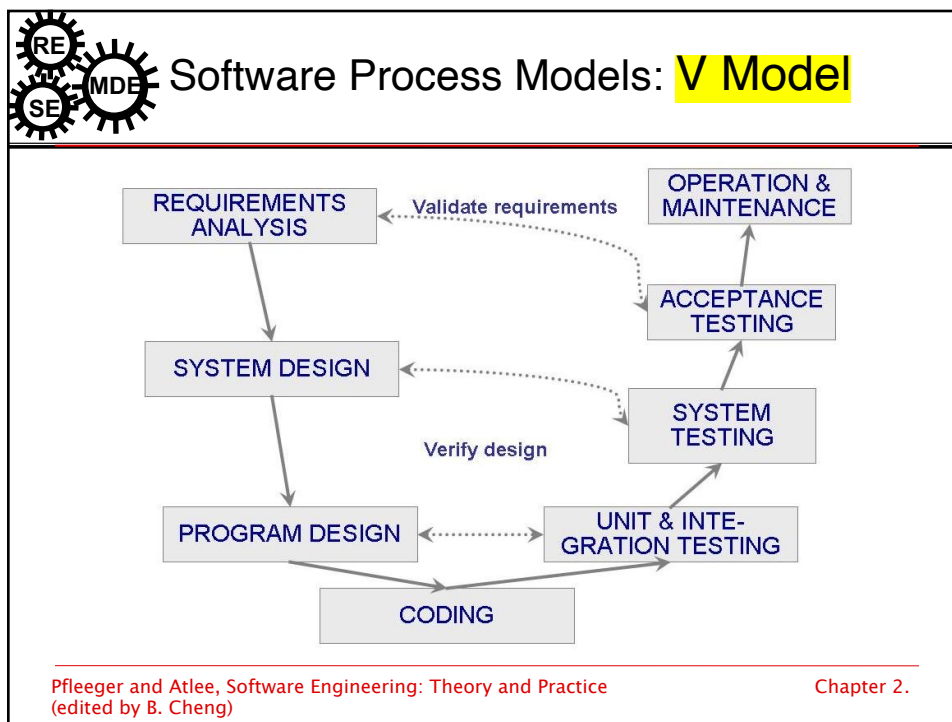 RE
MDE
SE
Software Process Models: V Model
REQUIREMENTS
ANALYSIS
Validate requirements
OPERATION &
MAINTENANCE
ACCEPTANCE
TESTING
SYSTEM DESIGN
SYSTEM
TESTING
Verify design
PROGRAM DESIGN
UNIT & INTE-
GRATION TESTING
CODING
Pfleeger and Atlee, Software Engineering: Theory and Practice
(edited by B. Cheng)
Chapter 2.